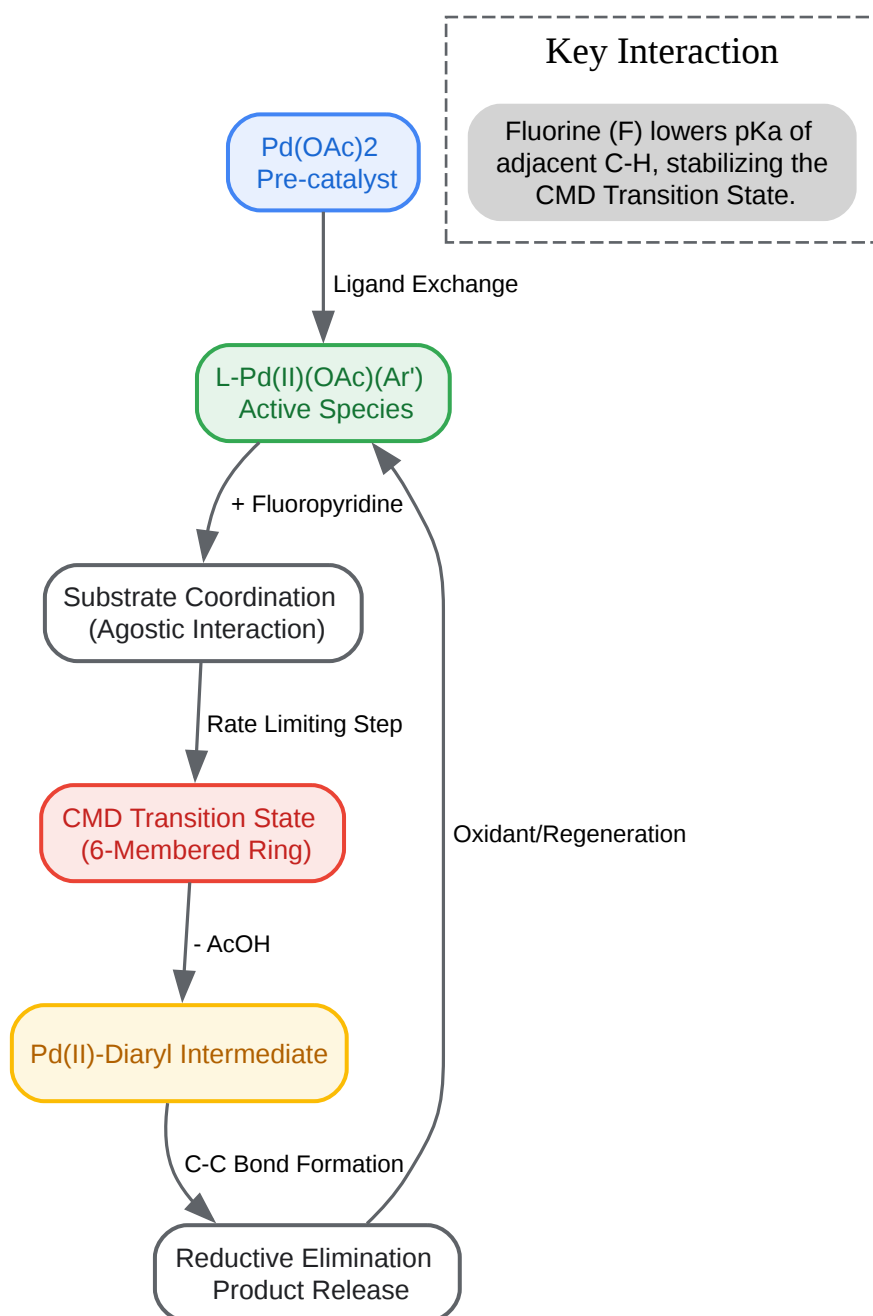 Key Interaction
Fluorine (F) lowers pKa of
adjacent C-H, stabilizing the
CMD Transition State.
Pd(OAc)2
Pre-catalyst
Ligand Exchange
L-Pd(II)(OAc)(Ar')
Active Species
+ Fluoropyridine
Substrate Coordination
(Agostic Interaction)
Rate Limiting Step
CMD Transition State
(6-Membered Ring)
Oxidant/Regeneration
- AcOH
Pd(II)-Diaryl Intermediate
C-C Bond Formation
Reductive Elimination
Product Release